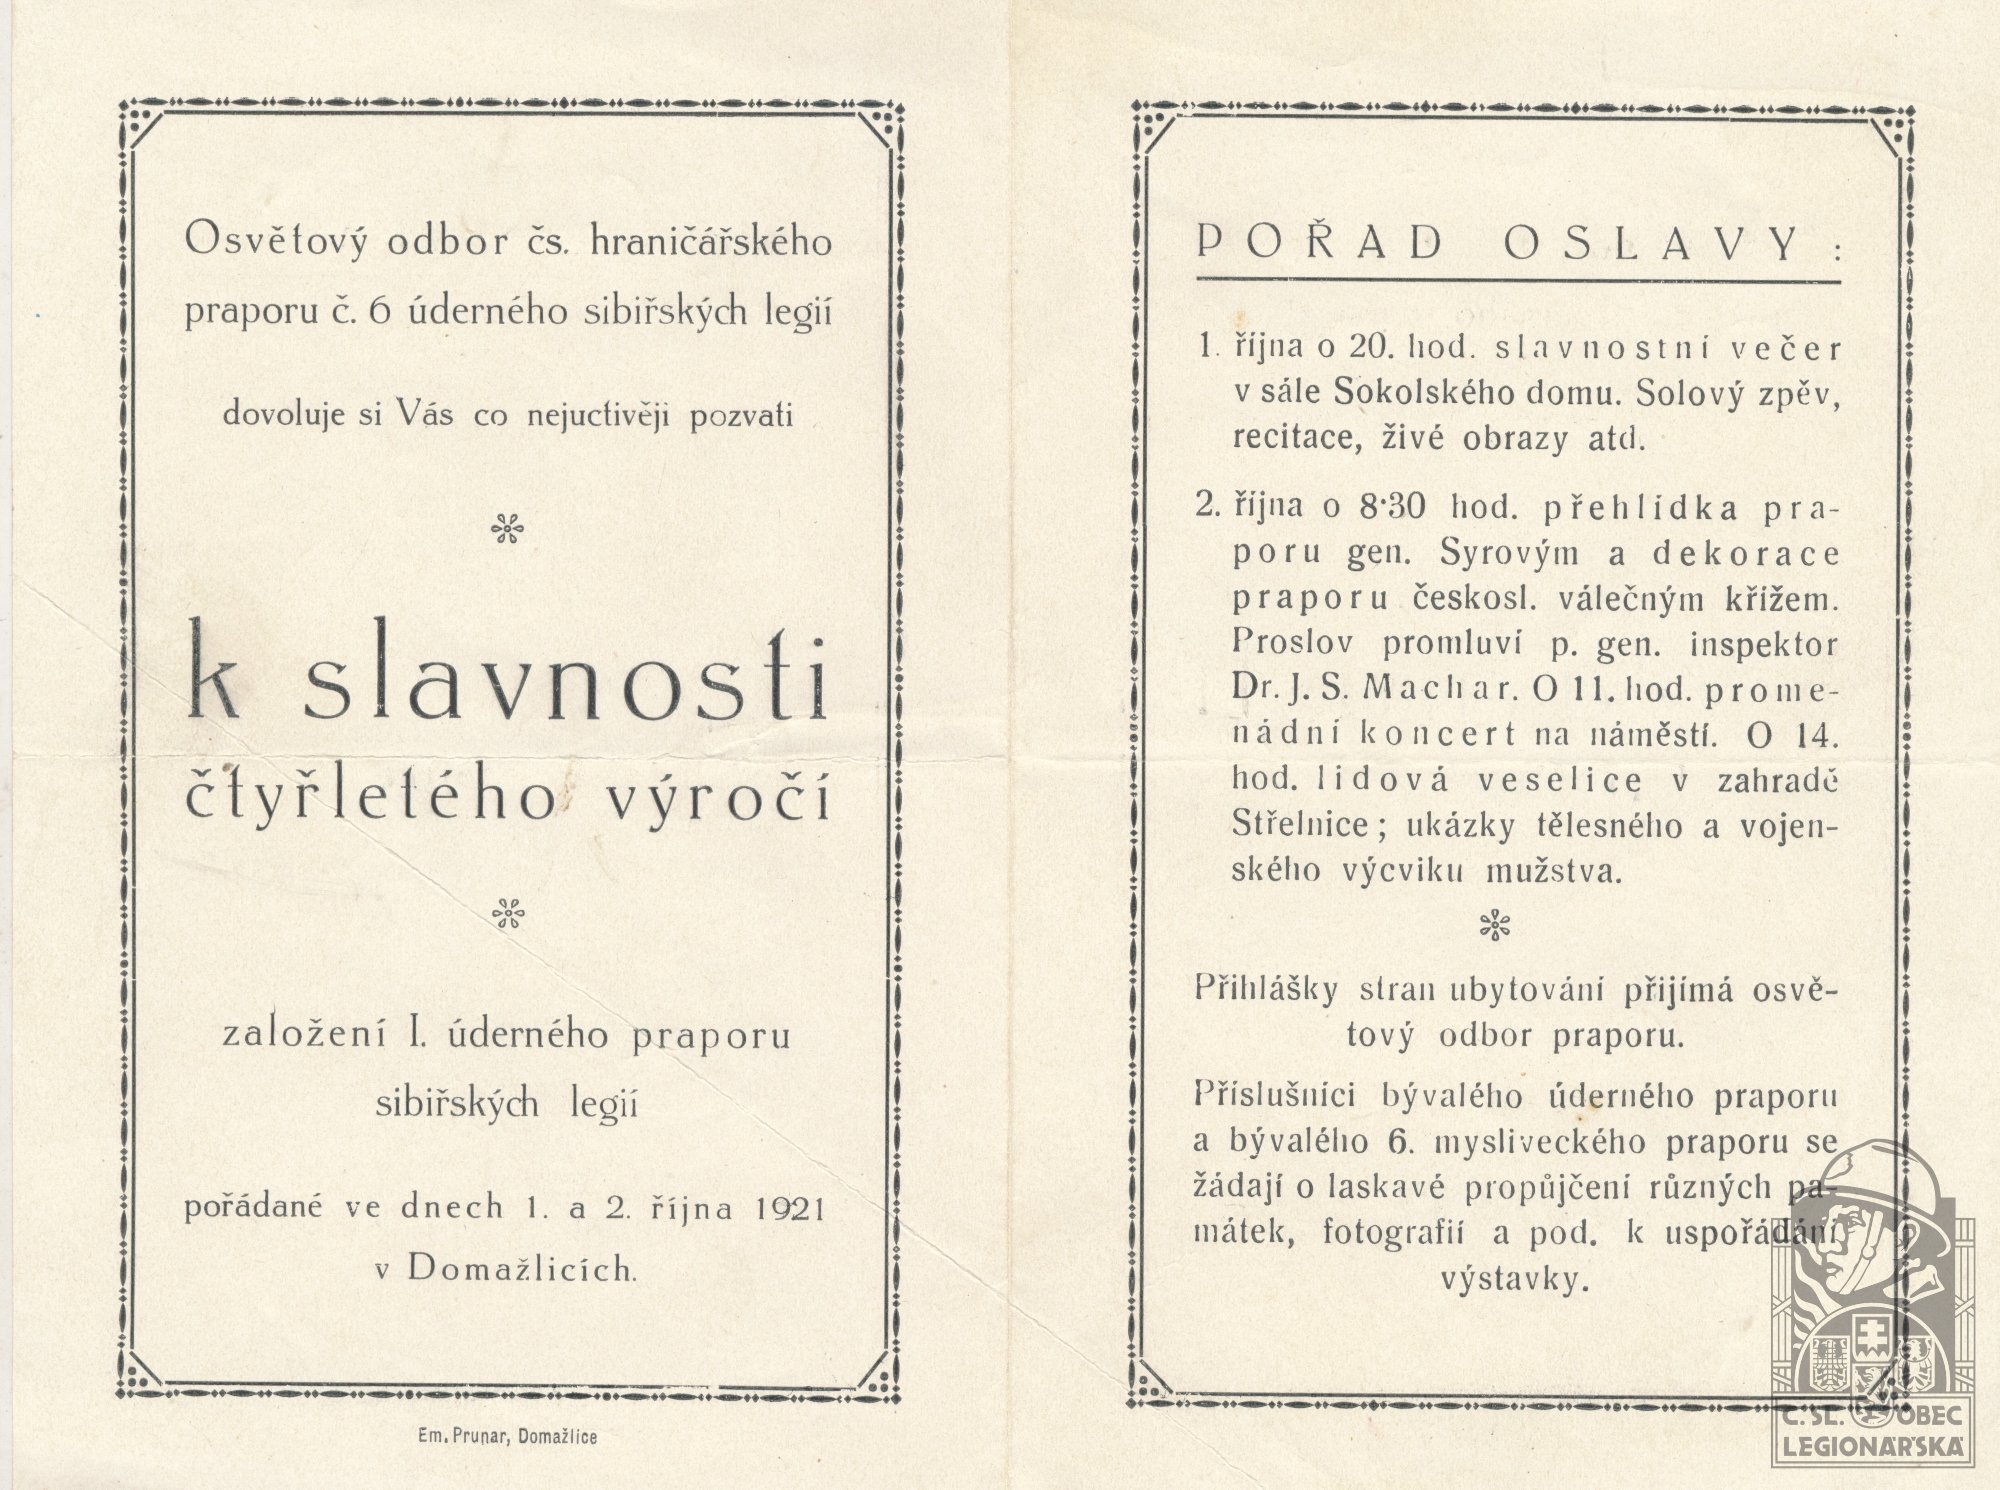 Osvětový odbor čs. hraničářského
praporu č. 6 úderného sibiřských legií
dovoluje si Vás co nejuctivěji pozvati
k slavnosti
čtyřletého výročí
založení I. úderného praporu
sibiřských legií
pořádané ve dnech 1. a 2. října 1921
v Domažlicích.
Em. Prunar, Domažlice
POŘAD OSLAVY:
1. října o 20. hod. slavnostní večer
v sále Sokolského domu. Solový zpěv,
recitace, živé obrazy atd.
2. října o 8·30 hod. přehlídka pra-
poru gen. Syrovým a dekorace
praporu českosl. válečným křížem.
Proslov promluví p. gen. inspektor
Dr. J. S. Machar. O 11. hod. prome-
nádní koncert na náměstí. O 14.
hod. lidová veselice v zahradě
Střelnice; ukázky tělesného a vojen-
ského výcviku mužstva.
Přihlášky stran ubytování přijímá osvě-
tový odbor praporu.
Příslušníci bývalého úderného praporu
a bývalého 6. mysliveckého praporu se
žádají o laskavé propůjčení různých pa-
mátek, fotografií a pod. k uspořádání
výstavky.
Č. SL. OBEC
LEGIONÁŘSKÁ